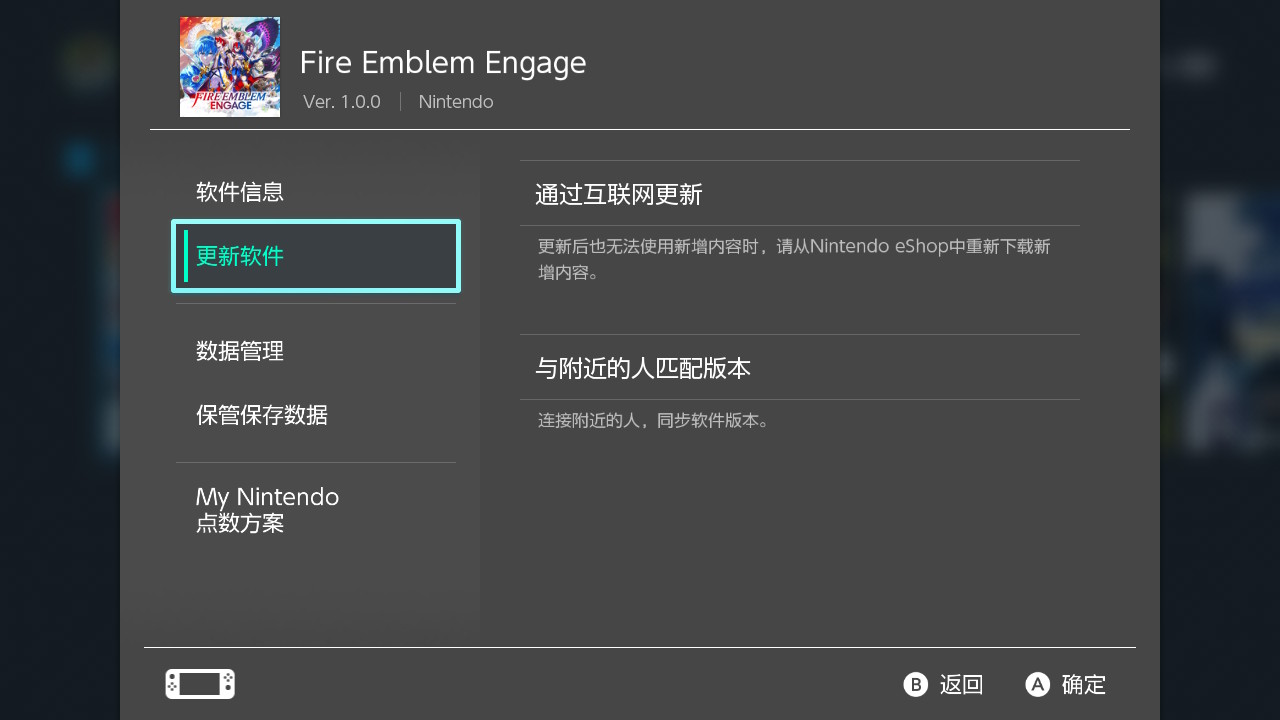 FIRE EMBLEM
ENGAGE
Fire Emblem Engage
Ver. 1.0.0
Nintendo
软件信息
更新软件
数据管理
保管保存数据
My Nintendo
点数方案
通过互联网更新
更新后也无法使用新增内容时，请从Nintendo eShop中重新下载新
增内容。
与附近的人匹配版本
连接附近的人，同步软件版本。
B 返回
A 确定